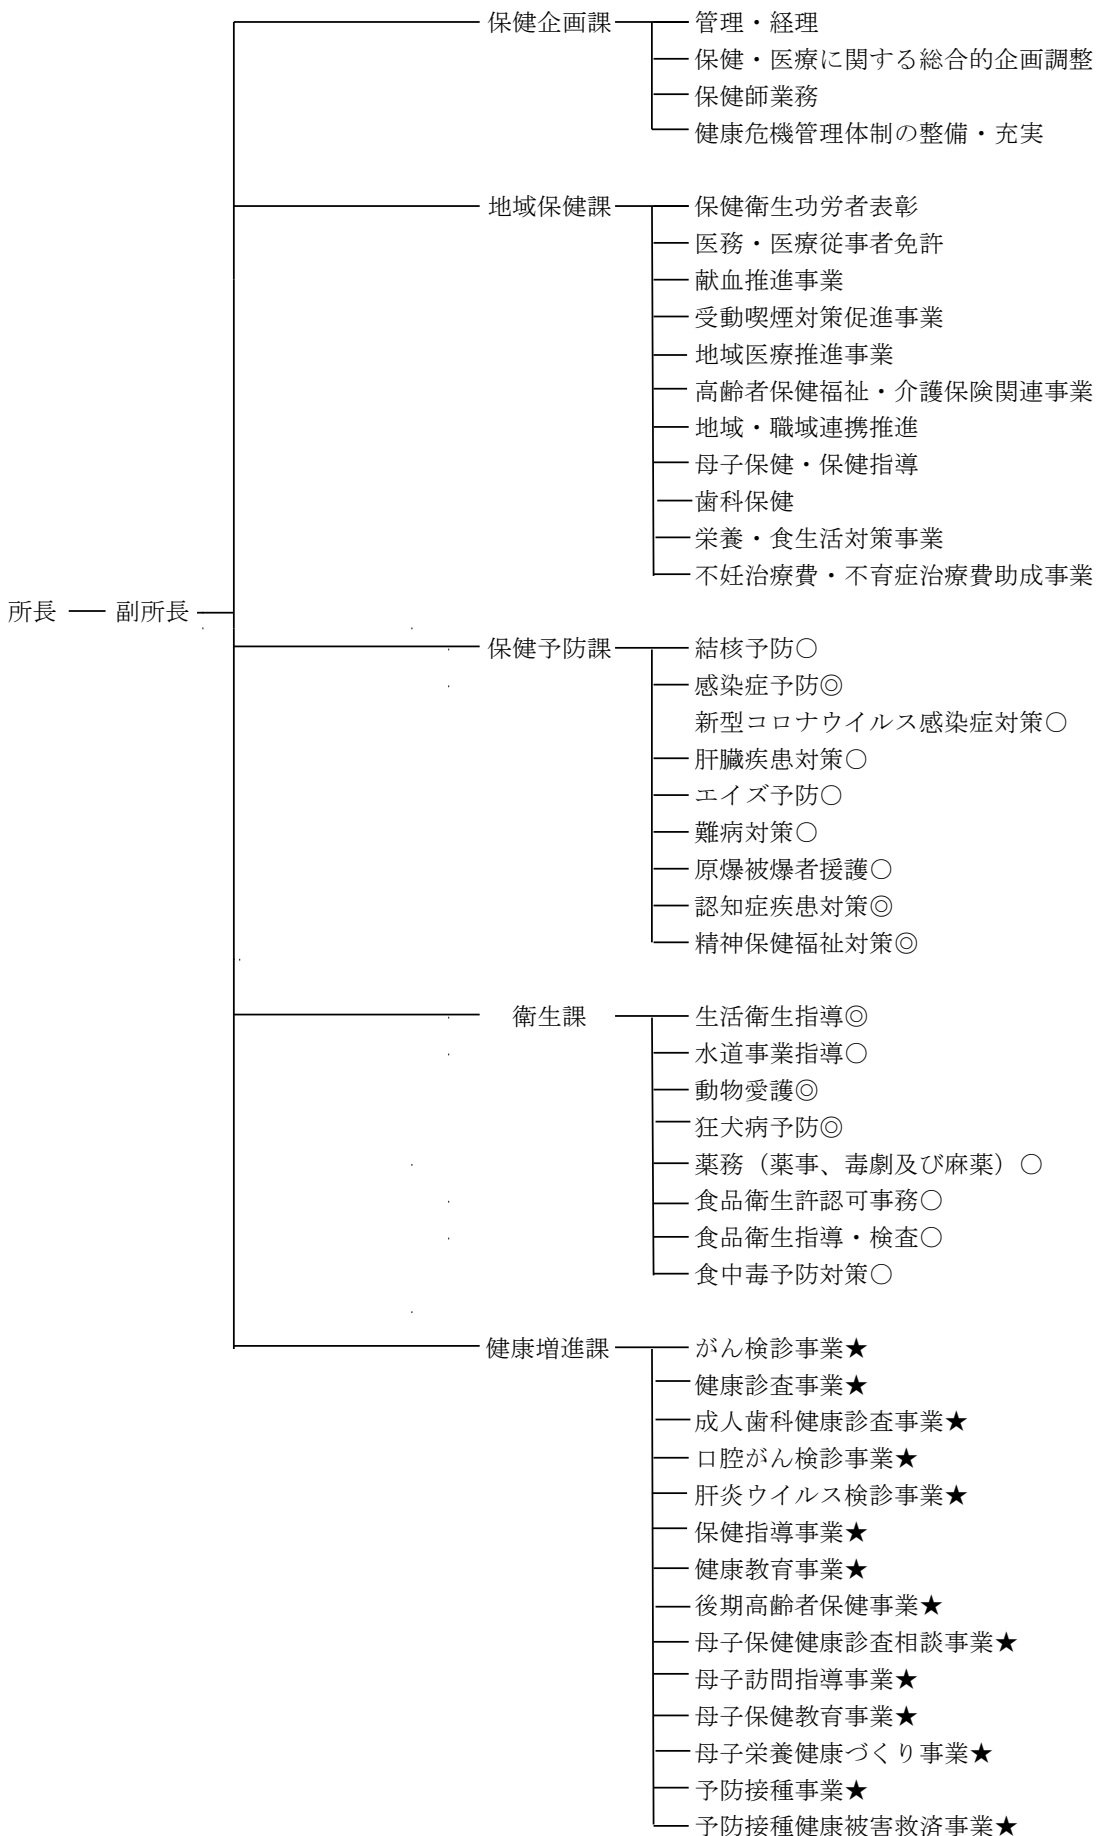 保健企画課
管理・経理
保健・医療に関する総合的企画調整
保健師業務
健康危機管理体制の整備・充実
地域保健課
保健衛生功労者表彰
医務・医療従事者免許
献血推進事業
受動喫煙対策促進事業
地域医療推進事業
高齢者保健福祉・介護保険関連事業
地域・職域連携推進
母子保健・保健指導
歯科保健
栄養・食生活対策事業
不妊治療費・不育症治療費助成事業
所長
副所長
保健予防課
結核予防○
感染症予防◎
新型コロナウイルス感染症対策○
肝臓疾患対策○
エイズ予防○
難病対策○
原爆被爆者援護○
認知症疾患対策◎
精神保健福祉対策◎
衛生課
生活衛生指導◎
水道事業指導○
動物愛護◎
狂犬病予防◎
薬務（薬事、毒劇及び麻薬）○
食品衛生許認可事務○
食品衛生指導・検査○
食中毒予防対策○
健康増進課
がん検診事業★
健康診査事業★
成人歯科健康診査事業★
口腔がん検診事業★
肝炎ウイルス検診事業★
保健指導事業★
健康教育事業★
後期高齢者保健事業★
母子保健健康診査相談事業★
母子訪問指導事業★
母子保健教育事業★
母子栄養健康づくり事業★
予防接種事業★
予防接種健康被害救済事業★